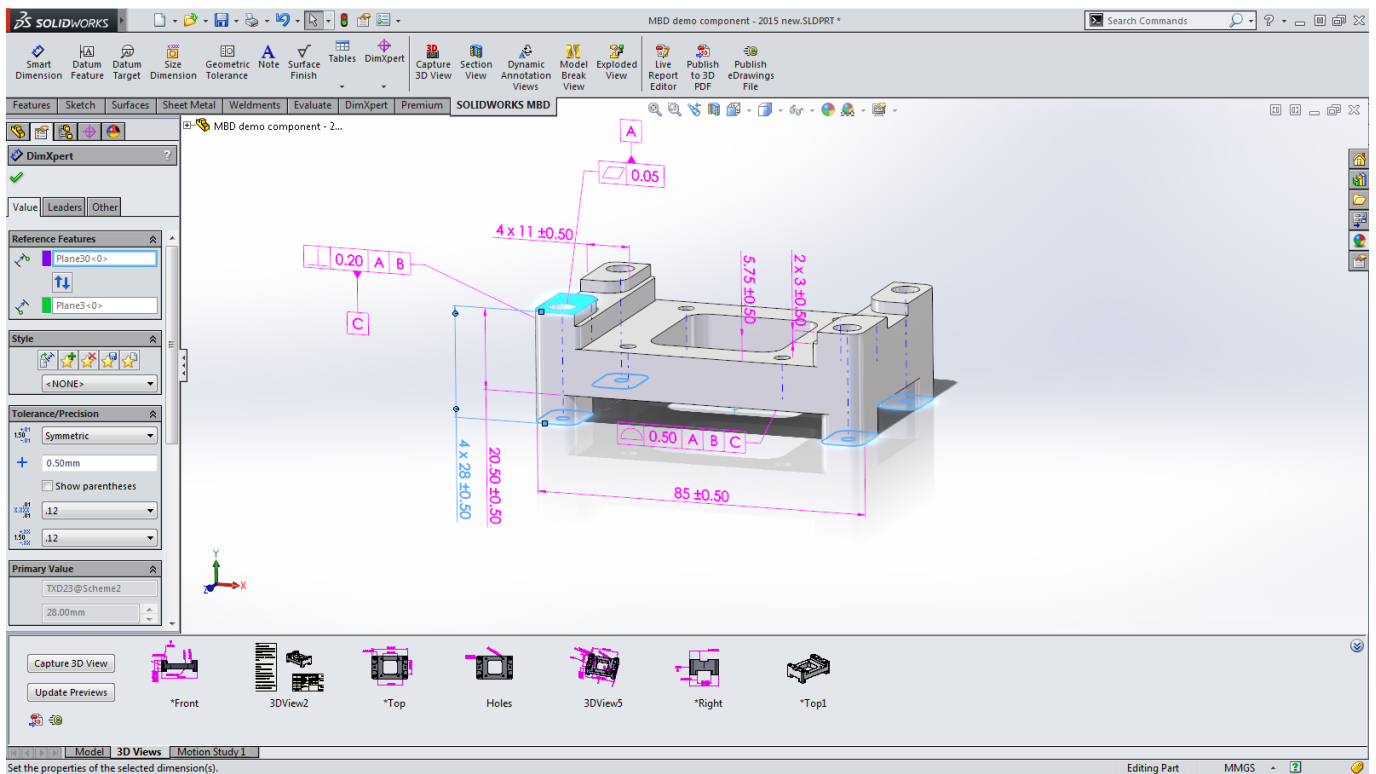 SOLIDWORKS
MBD demo component - 2015 new.SLDPRT *
Search Commands
Smart Dimension
Datum Feature
Datum Target
Size Dimension
Geometric Tolerance
Note
Surface Finish
Tables
DimXpert
Capture 3D View
Section View
Dynamic Annotation Views
Model Break View
Exploded View
Live Report Editor
Publish to 3D PDF
Publish eDrawings File
Features Sketch Surfaces Sheet Metal Weldments Evaluate DimXpert Premium SOLIDWORKS MBD
MBD demo component - 2...
DimXpert ?
Value Leaders Other
Reference Features
Plane30<0>
Plane3<0>
Style
<NONE>
Tolerance/Precision
Symmetric
0.50mm
Show parentheses
.12
.12
Primary Value
TXD23@Scheme2
28.00mm
A
0.05
4 x 11 ±0.50
0.20 A B
C
5.75 ±0.50
2 x 3 ±0.50
0.50 A B C
4 x 28 ±0.50
20.50 ±0.50
85 ±0.50
Y
X
Z
Capture 3D View
Update Previews
*Front
3DView2
*Top
Holes
3DView5
*Right
*Top1
Model 3D Views Motion Study 1
Set the properties of the selected dimension(s).
Editing Part
MMGS